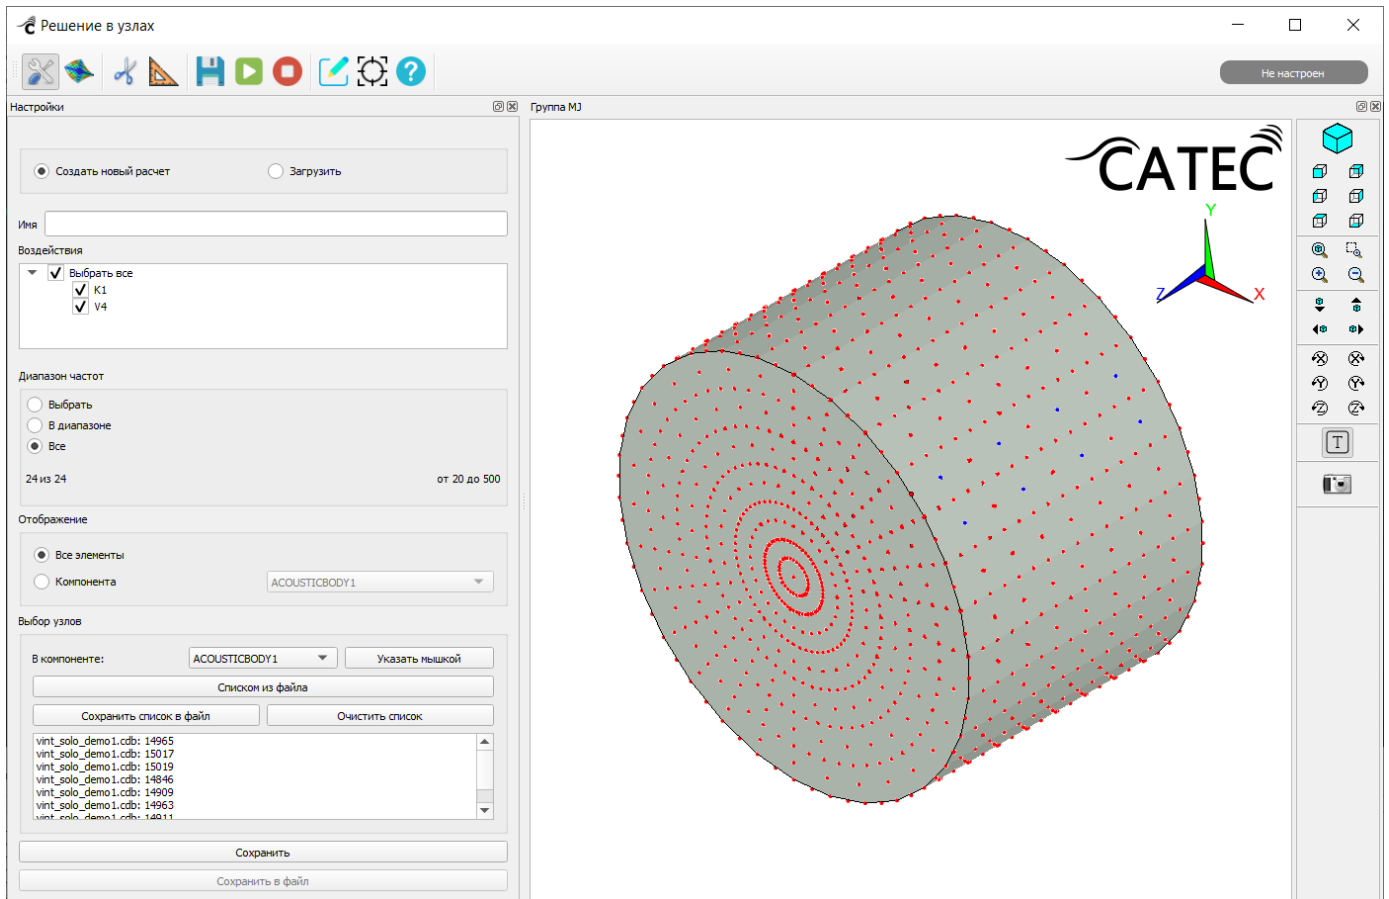 Решение в узлах
Не настроен
Настройки
Группа MJ
Создать новый расчет
Загрузить
Имя
Воздействия
Выбрать все
K1
V4
Диапазон частот
Выбрать
В диапазоне
Все
24 из 24
от 20 до 500
Отображение
Все элементы
Компонента
ACOUSTICBODY1
Выбор узлов
В компоненте:
ACOUSTICBODY1
Указать мышкой
Списком из файла
Сохранить список в файл
Очистить список
vint_solo_demo1.cdb: 14965
vint_solo_demo1.cdb: 15017
vint_solo_demo1.cdb: 15019
vint_solo_demo1.cdb: 14846
vint_solo_demo1.cdb: 14909
vint_solo_demo1.cdb: 14963
vint_solo_demo1.cdb: 14911
Сохранить
Сохранить в файл
CATEC
Y
Z
X
T